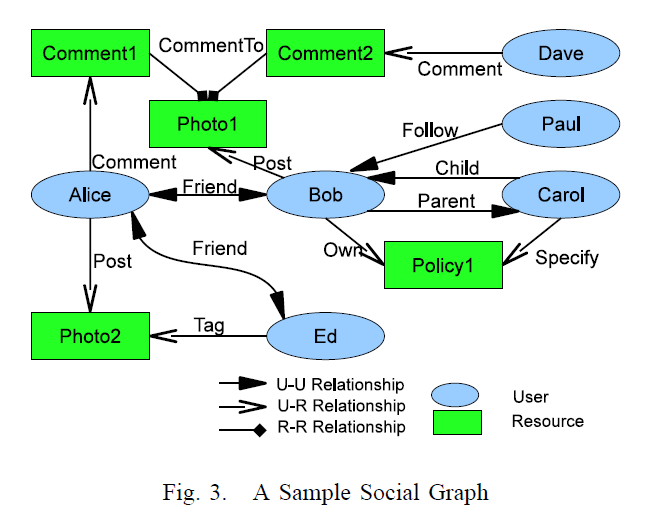 Comment1
CommentTo
Comment2
Dave
Comment
Photo1
Follow
Paul
Comment
Post
Child
Alice
Friend
Bob
Parent
Carol
Friend
Own
Policy1
Specify
Post
Photo2
Tag
Ed
U-U Relationship
User
U-R Relationship
Resource
R-R Relationship
Fig. 3. A Sample Social Graph